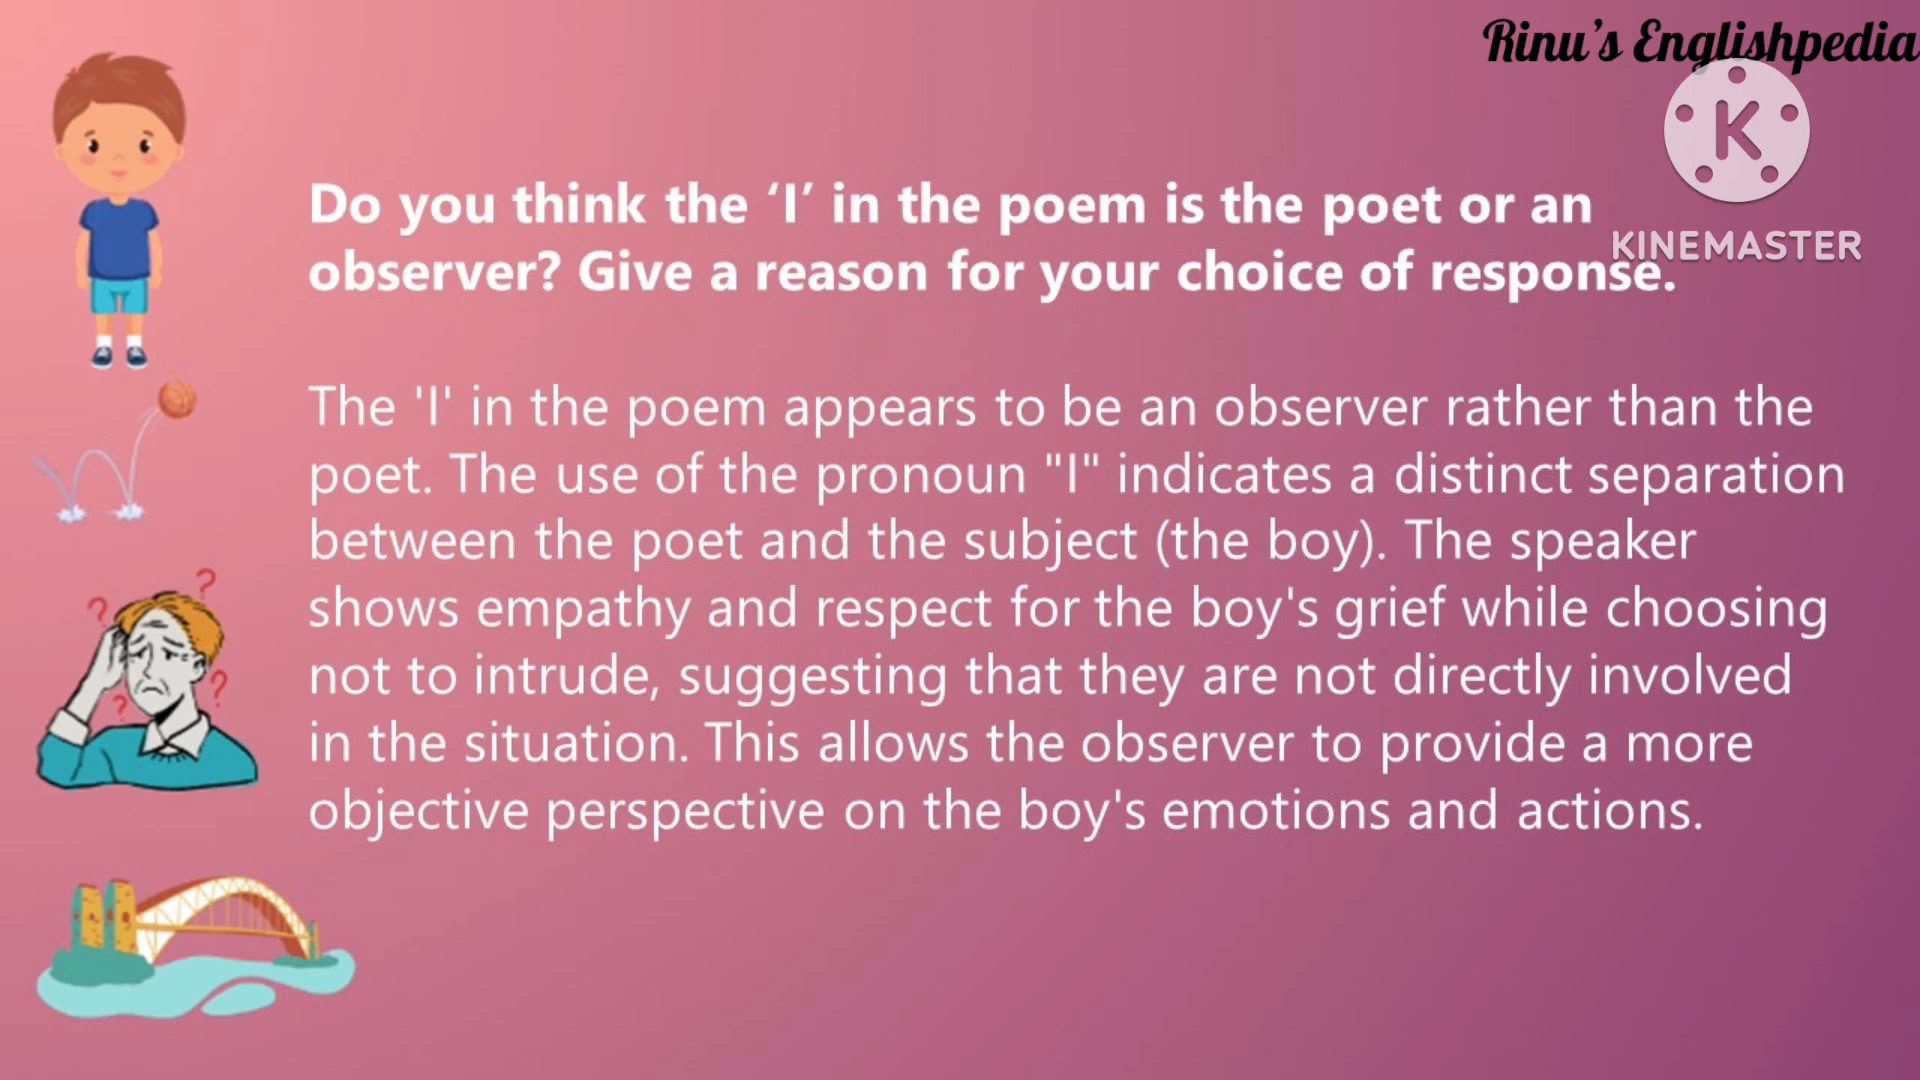 Rinu's Englishpedia
K
KINEMASTER
Do you think the ‘I’ in the poem is the poet or an
observer? Give a reason for your choice of response.
The 'I' in the poem appears to be an observer rather than the
poet. The use of the pronoun "I" indicates a distinct separation
between the poet and the subject (the boy). The speaker
shows empathy and respect for the boy's grief while choosing
not to intrude, suggesting that they are not directly involved
in the situation. This allows the observer to provide a more
objective perspective on the boy's emotions and actions.
? ? ? ?